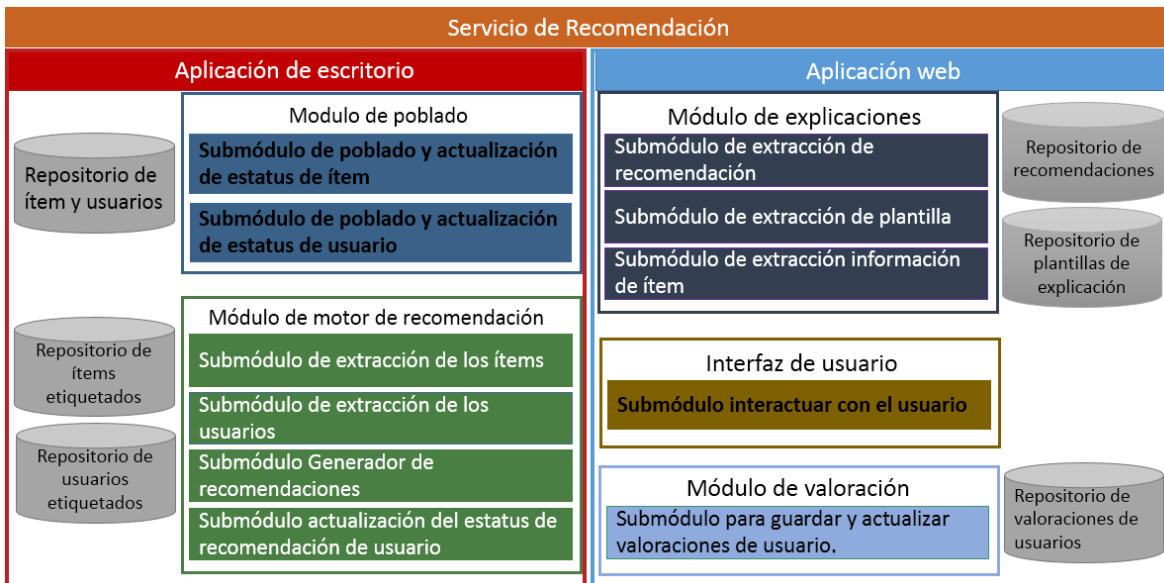 Servicio de Recomendación
Aplicación de escritorio
Repositorio de
ítem y usuarios
Modulo de poblado
Submódulo de poblado y actualización
de estatus de ítem
Submódulo de poblado y actualización
de estatus de usuario
Repositorio de
ítems
etiquetados
Repositorio de
usuarios
etiquetados
Módulo de motor de recomendación
Submódulo de extracción de los ítems
Submódulo de extracción de los
usuarios
Submódulo Generador de
recomendaciones
Submódulo actualización del estatus de
recomendación de usuario
Aplicación web
Módulo de explicaciones
Submódulo de extracción de
recomendación
Submódulo de extracción de plantilla
Submódulo de extracción información
de ítem
Repositorio de
recomendaciones
Repositorio de
plantillas de
explicación
Interfaz de usuario
Submódulo interactuar con el usuario
Módulo de valoración
Submódulo para guardar y actualizar
valoraciones de usuario.
Repositorio de
valoraciones de
usuarios